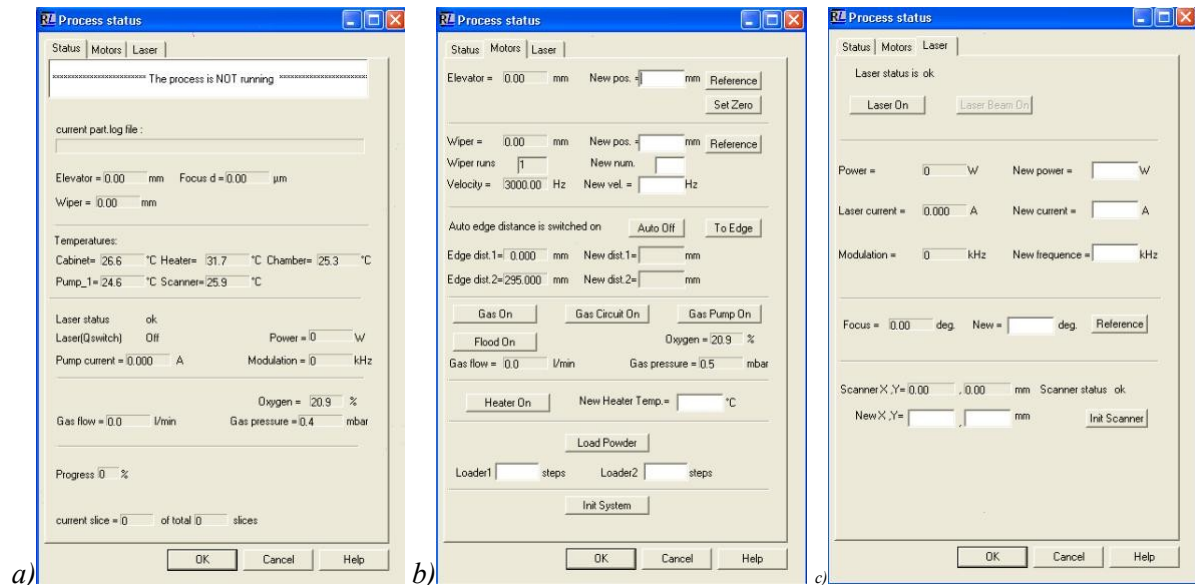 RL Process status
Status Motors Laser
********************** The process is NOT running **********************
current part.log file :
Elevator = 0.00 mm Focus d = 0.00 µm
Wiper = 0.00 mm
Temperatures:
Cabinet= 26.6 °C Heater= 31.7 °C Chamber= 25.3 °C
Pump_1= 24.6 °C Scanner= 25.9 °C
Laser status ok
Laser(Qswitch) Off Power = 0 W
Pump current = 0.000 A Modulation = 0 kHz
Oxygen = 20.9 %
Gas flow = 0.0 l/min Gas pressure = 0.4 mbar
Progress 0 %
current slice = 0 of total 0 slices
OK Cancel Help
a)
RL Process status
Status Motors Laser
Elevator = 0.00 mm New pos. = mm Reference
Set Zero
Wiper = 0.00 mm New pos. = mm Reference
Wiper runs 1 New num.
Velocity = 3000.00 Hz New vel. = Hz
Auto edge distance is switched on Auto Off To Edge
Edge dist.1= 0.000 mm New dist.1= mm
Edge dist.2= 295.000 mm New dist.2= mm
Gas On Gas Circuit On Gas Pump On
Flood On Oxygen = 20.9 %
Gas flow = 0.0 l/min Gas pressure = 0.5 mbar
Heater On New Heater Temp.= °C
Load Powder
Loader1 steps Loader2 steps
Init System
OK Cancel Help
b)
RL Process status
Status Motors Laser
Laser status is ok
Laser On Laser Beam On
Power = 0 W New power = W
Laser current = 0.000 A New current = A
Modulation = 0 kHz New frequence = kHz
Focus = 0.00 deg. New = deg. Reference
Scanner X ,Y= 0.00 , 0.00 mm Scanner status ok
New X ,Y= , mm Init Scanner
OK Cancel Help
c)